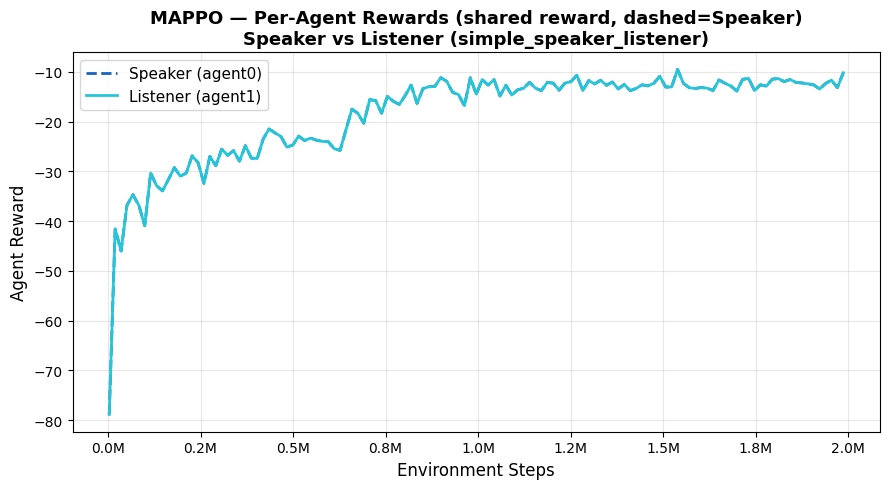 MAPPO — Per-Agent Rewards (shared reward, dashed=Speaker)
Speaker vs Listener (simple_speaker_listener)
Speaker (agent0)
Listener (agent1)
Agent Reward
−10
−20
−30
−40
−50
−60
−70
−80
0.0M 0.2M 0.5M 0.8M 1.0M 1.2M 1.5M 1.8M 2.0M
Environment Steps